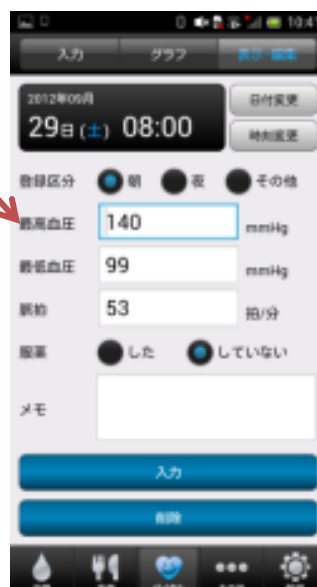 10:41
入力 グラフ 表示・編集
2012年09月
29日(土) 08:00
日付変更
時刻変更
登録区分 朝 夜 その他
最高血圧 140 mmHg
最低血圧 99 mmHg
脈拍 53 拍/分
服薬 した していない
メモ
入力
削除